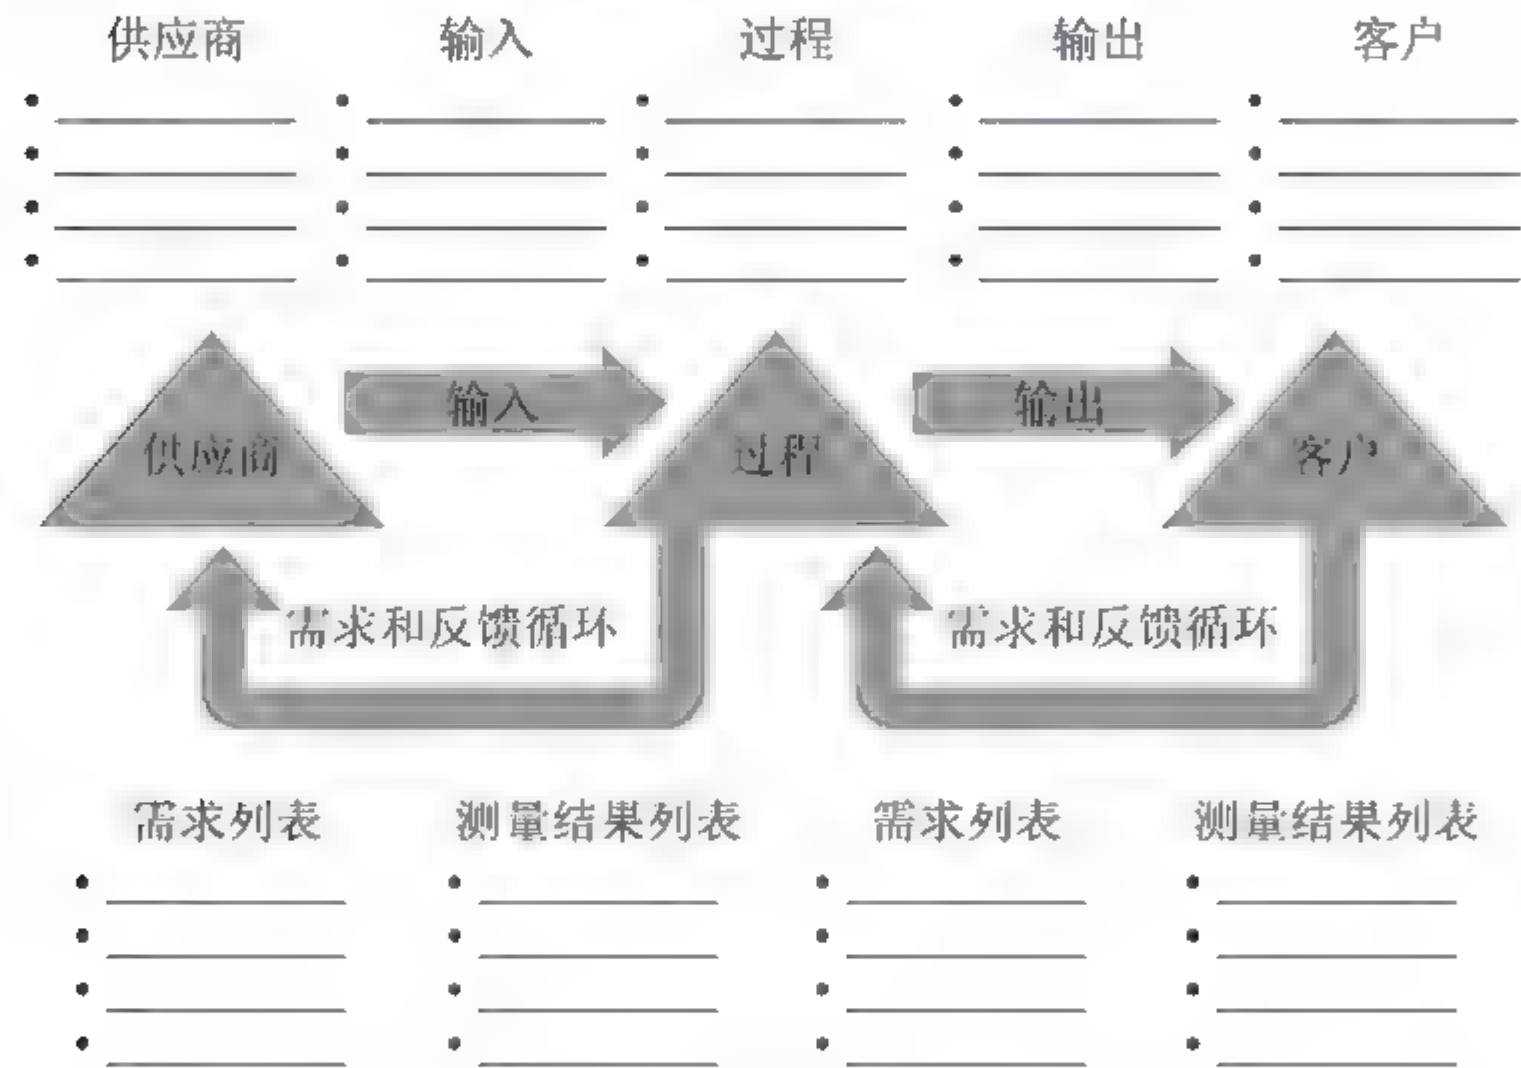 供应商 输入 过程 输出 客户
输入 输出
供应商 过程 客户
需求和反馈循环 需求和反馈循环
需求列表 测量结果列表 需求列表 测量结果列表